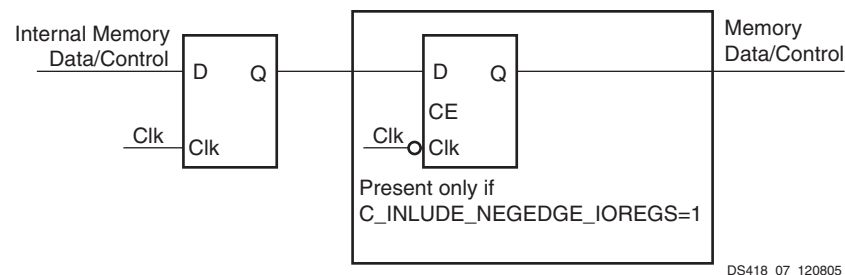 Internal Memory
Data/Control
D
Q
Clk
Clk
D
Q
CE
Clk
Clk
Present only if
C_INLUDE_NEGEDGE_IOREGS=1
Memory
Data/Control
DS418_07_120805